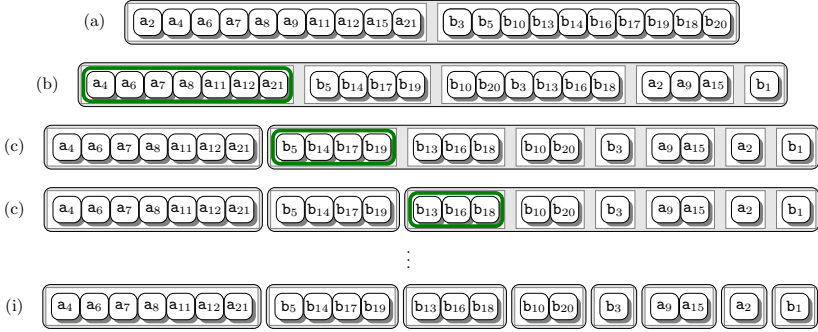 (a) a2 a4 a6 a7 a8 a9 a11 a12 a15 a21 b3 b5 b10 b13 b14 b16 b17 b19 b18 b20
(b) a4 a6 a7 a8 a11 a12 a21 b5 b14 b17 b19 b10 b20 b3 b13 b16 b18 a2 a9 a15 b1
(c) a4 a6 a7 a8 a11 a12 a21 b5 b14 b17 b19 b13 b16 b18 b10 b20 b3 a9 a15 a2 b1
(c) a4 a6 a7 a8 a11 a12 a21 b5 b14 b17 b19 b13 b16 b18 b10 b20 b3 a9 a15 a2 b1
⋮
(i) a4 a6 a7 a8 a11 a12 a21 b5 b14 b17 b19 b13 b16 b18 b10 b20 b3 a9 a15 a2 b1